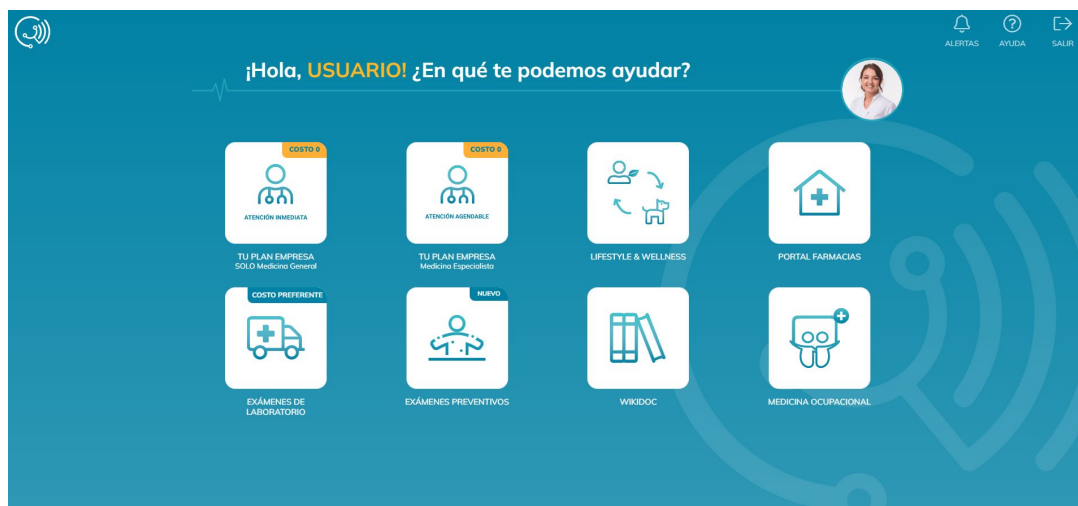 ALERTAS AYUDA SALIR
¡Hola, USUARIO! ¿En qué te podemos ayudar?
COSTO 0
ATENCIÓN INMEDIATA
TU PLAN EMPRESA
SOLO Medicina General
COSTO 0
ATENCIÓN AGENDABLE
TU PLAN EMPRESA
Medicina Especialista
LIFESTYLE & WELLNESS
PORTAL FARMACIAS
COSTO PREFERENTE
EXÁMENES DE
LABORATORIO
NUEVO
EXÁMENES PREVENTIVOS
WIKIDOC
MEDICINA OCUPACIONAL